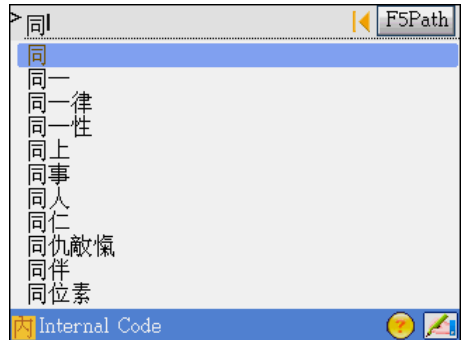 >同 F5Path
同
同一
同一律
同一性
同上
同事
同人
同仁
同仇敵愾
同伴
同位素
内 Internal Code